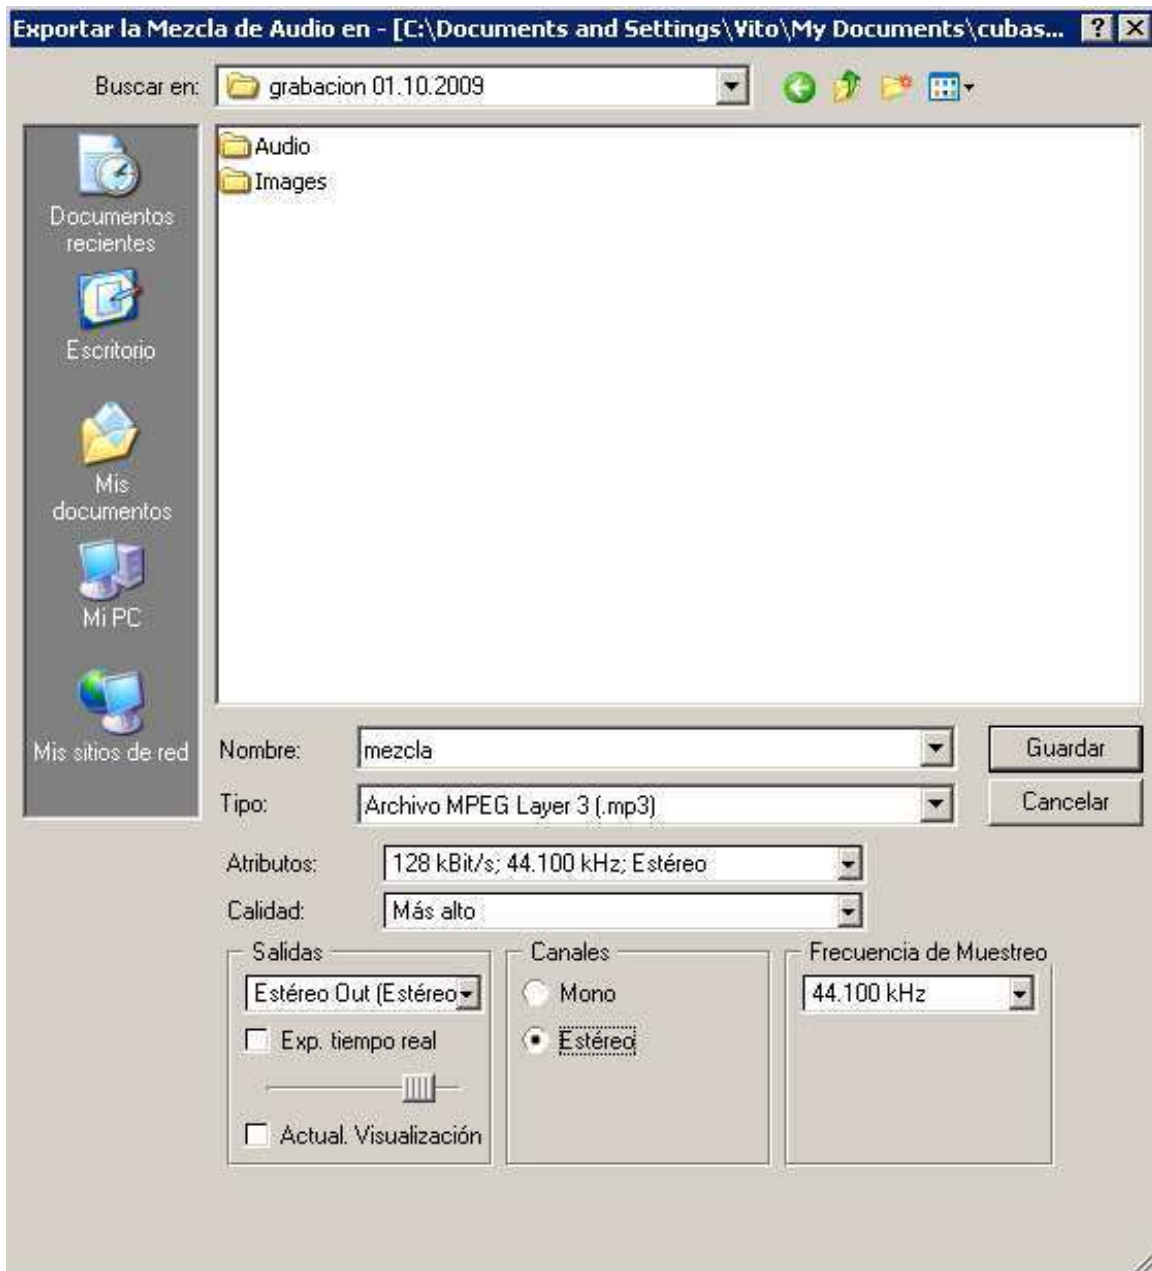 Exportar la Mezcla de Audio en - [C:\Documents and Settings\Vito\My Documents\cubas...
Buscar en: grabacion 01.10.2009
Audio
Images
Documentos
recientes
Escritorio
Mis
documentos
Mi PC
Mis sitios de red
Nombre: mezcla Guardar
Tipo: Archivo MPEG Layer 3 (.mp3) Cancelar
Atributos: 128 kBit/s; 44.100 kHz; Estéreo
Calidad: Más alto
Salidas Canales Frecuencia de Muestreo
Estéreo Out (Estéreo Mono 44.100 kHz
Exp. tiempo real Estéreo
Actual. Visualización